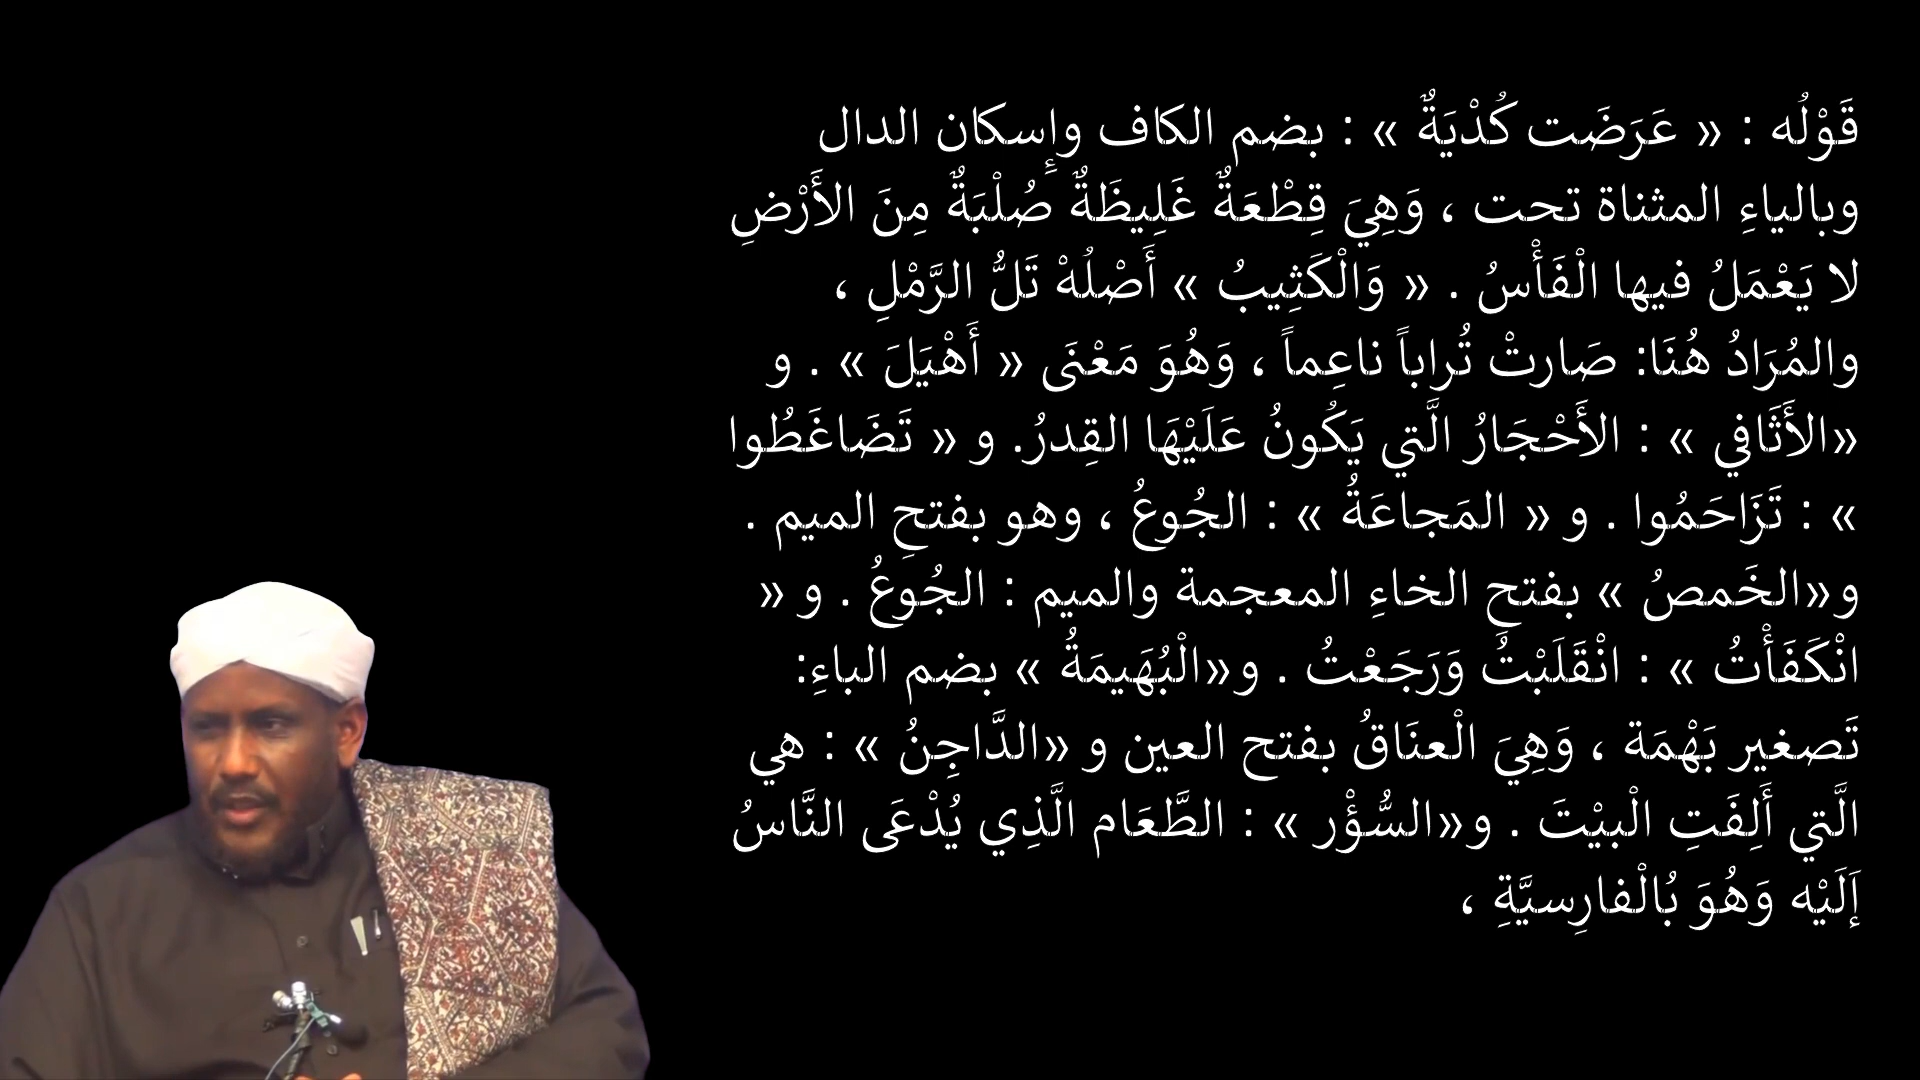 قَوْلُه : « عَرَضَت كُدْيَةٌ » : بضم الكاف وإِسكان الدال
وبالياءِ المثناة تحت ، وَهِيَ قِطْعَةٌ غَلِيظَةٌ صُلْبَةٌ مِنَ الأَرْضِ
لا يَعْمَلُ فيها الْفَأْسُ . « وَالْكَثِيبُ » أَصْلُهْ تَلُّ الرَّمْلِ ،
والمُرَادُ هُنَا: صَارتْ تُراباً ناعِماً ، وَهُوَ مَعْنَى « أَهْيَلَ » . و
«الأَثَافي » : الأَحْجَارُ الَّتي يَكُونُ عَلَيْهَا القِدرُ. و « تَضَاغَطُوا
» : تَزَاحَمُوا . و « المَجاعَةُ » : الجُوعُ ، وهو بفتحِ الميم .
و«الخَمصُ » بفتحِ الخاءِ المعجمة والميم : الجُوعُ . و «
انْكَفَأْتُ » : انْقَلَبْتُ وَرَجَعْتُ . و«الْبُهَيمَةُ » بضم الباءِ:
تَصغير بَهْمَة ، وَهِيَ الْعنَاقُ بفتح العين و «الدَّاجِنُ » : هي
الَّتي أَلِفَتِ الْبيْتَ . و«السُّؤْر » : الطَّعَام الَّذِي يُدْعَى النَّاسُ
إَلَيْه وَهُوَ بُالْفارِسيَّةِ ،